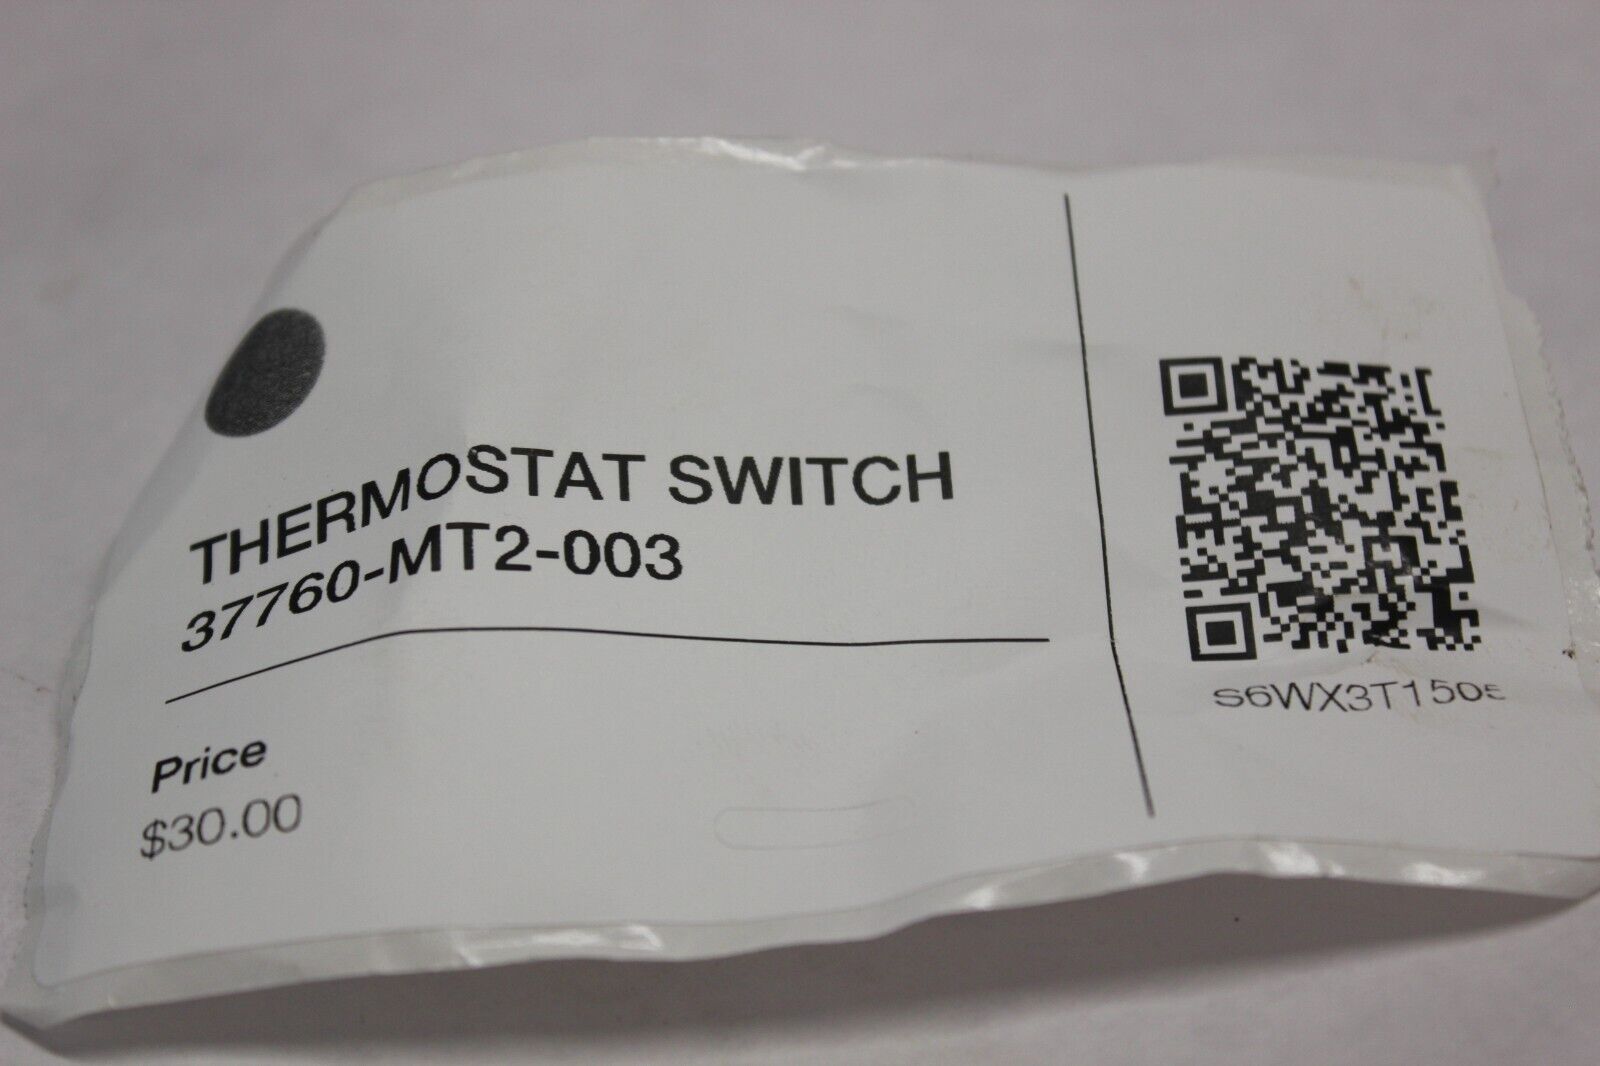 THERMOSTAT SWITCH
37760-MT2-003
Price
$30.00
S6WX3T1505